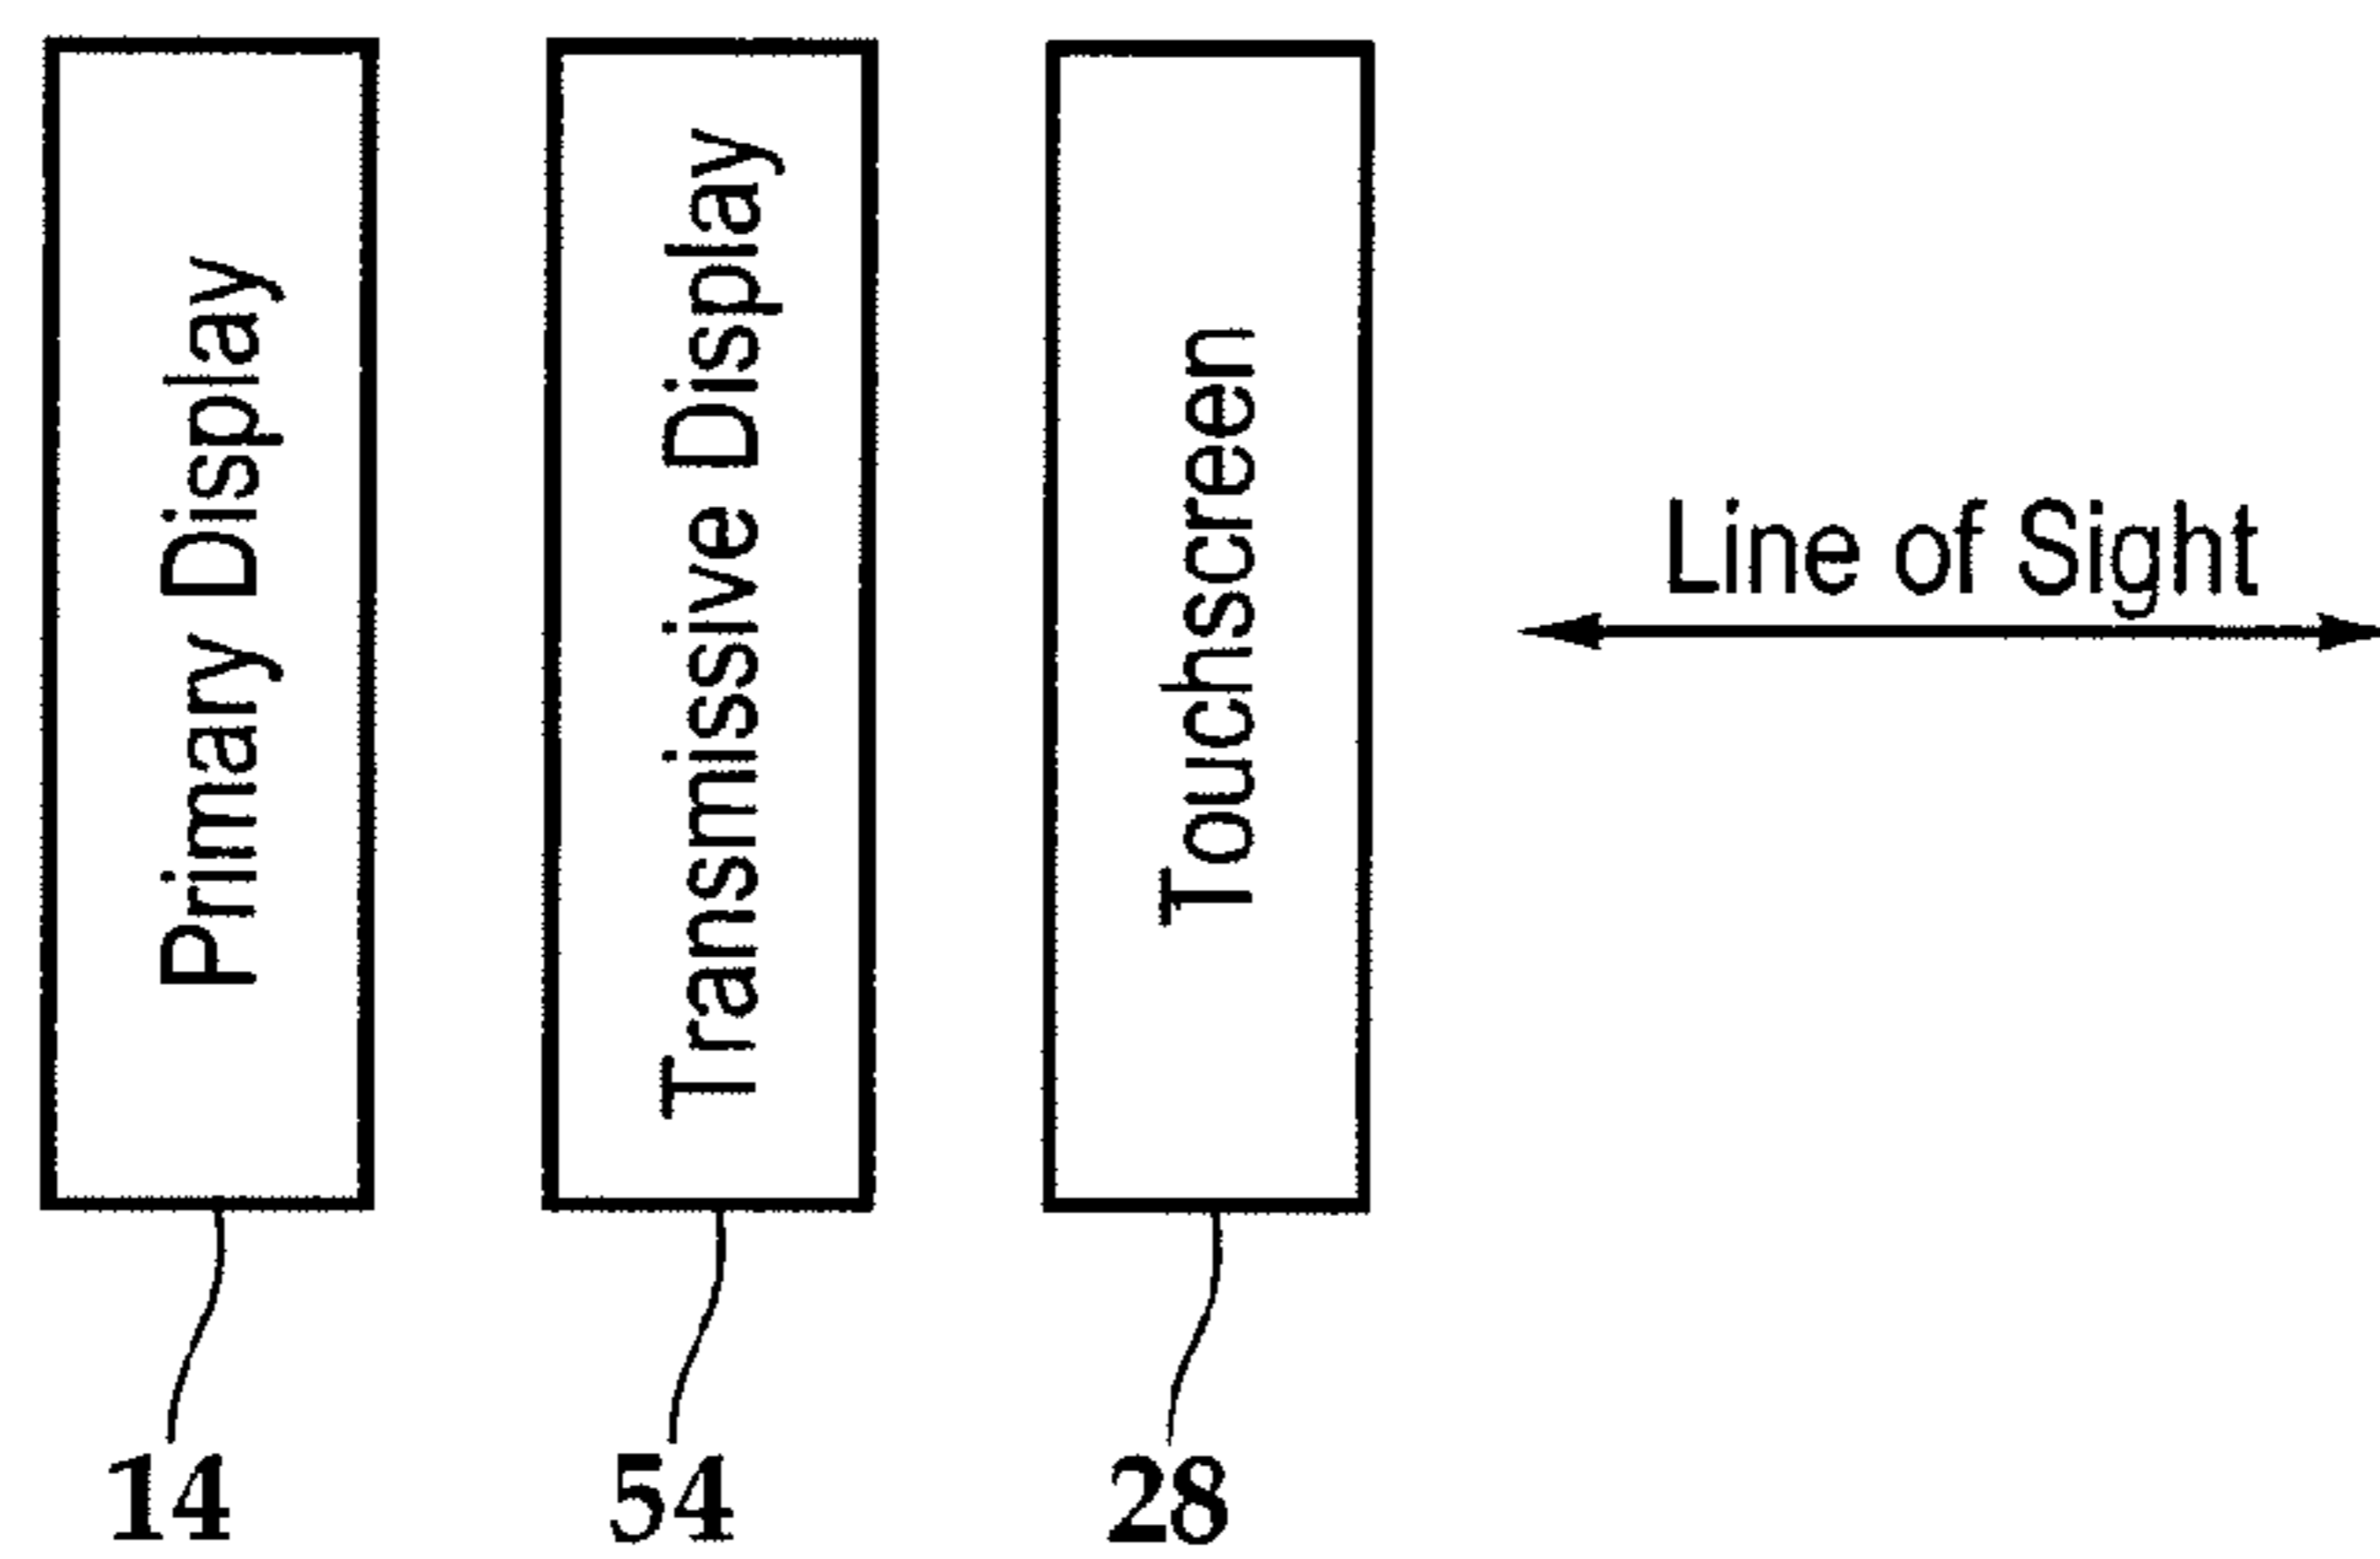 Primary Display
Transmissive Display
Touchscreen
Line of Sight
14
54
28